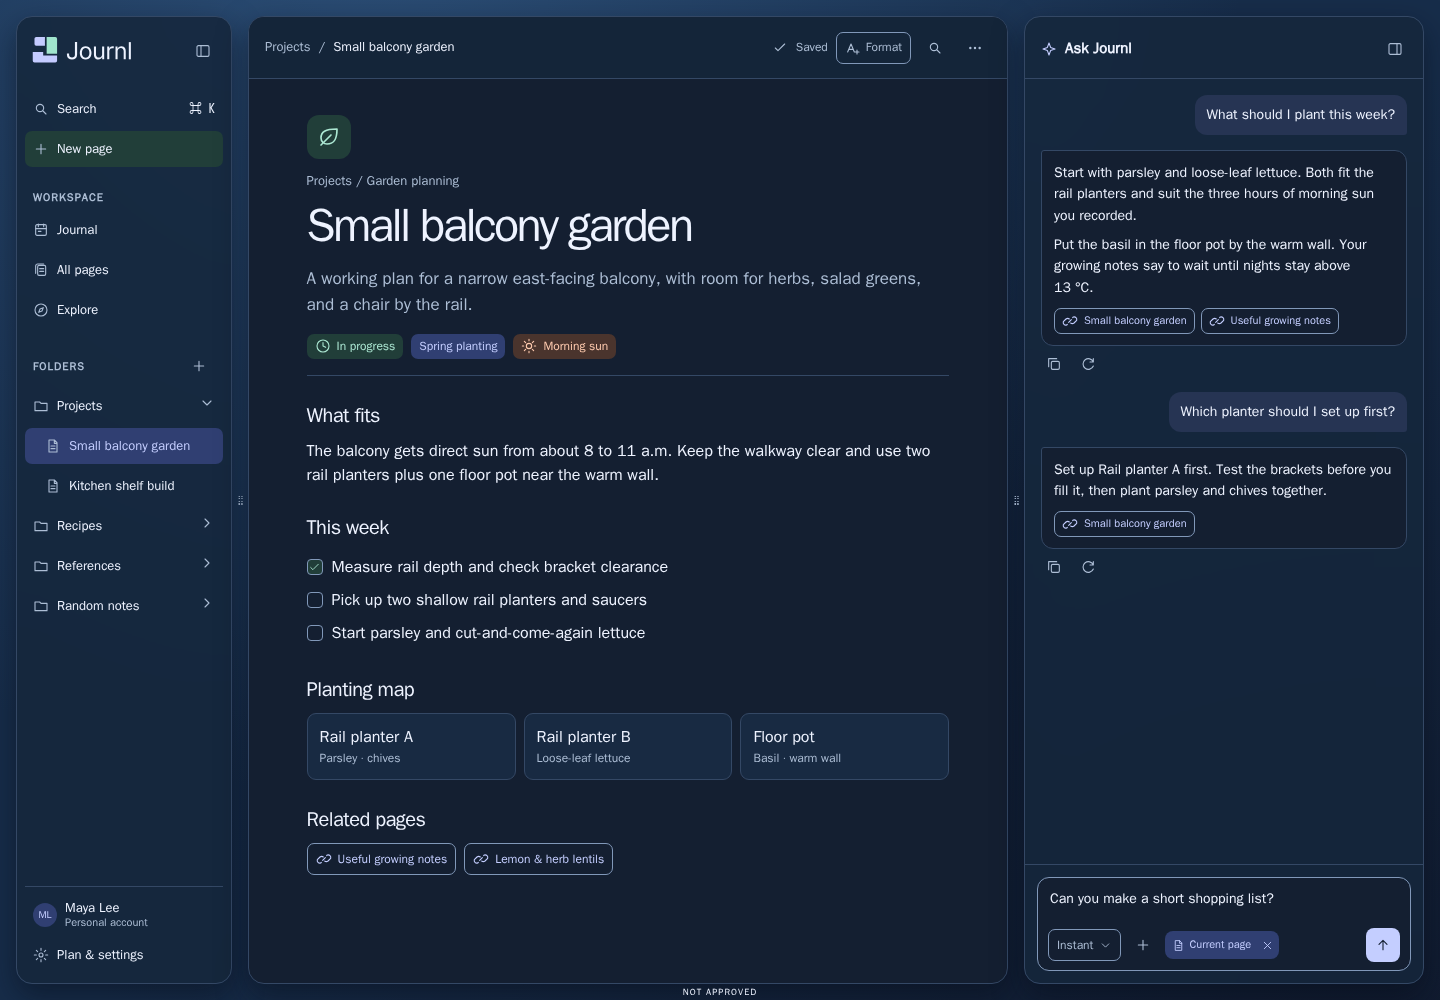 Journl
Search
⌘ K
New page
WORKSPACE
Journal
All pages
Explore
FOLDERS
Projects
Small balcony garden
Kitchen shelf build
Recipes
References
Random notes
ML
Maya Lee
Personal account
Plan & settings
Projects / Small balcony garden
Saved
Format
Projects / Garden planning
Small balcony garden
A working plan for a narrow east-facing balcony, with room for herbs, salad greens,
and a chair by the rail.
In progress
Spring planting
Morning sun
What fits
The balcony gets direct sun from about 8 to 11 a.m. Keep the walkway clear and use two
rail planters plus one floor pot near the warm wall.
This week
Measure rail depth and check bracket clearance
Pick up two shallow rail planters and saucers
Start parsley and cut-and-come-again lettuce
Planting map
Rail planter A
Parsley · chives
Rail planter B
Loose-leaf lettuce
Floor pot
Basil · warm wall
Related pages
Useful growing notes
Lemon & herb lentils
Ask Journl
What should I plant this week?
Start with parsley and loose-leaf lettuce. Both fit the
rail planters and suit the three hours of morning sun
you recorded.
Put the basil in the floor pot by the warm wall. Your
growing notes say to wait until nights stay above
13 °C.
Small balcony garden
Useful growing notes
Which planter should I set up first?
Set up Rail planter A first. Test the brackets before you
fill it, then plant parsley and chives together.
Small balcony garden
Can you make a short shopping list?
Instant
Current page
NOT APPROVED